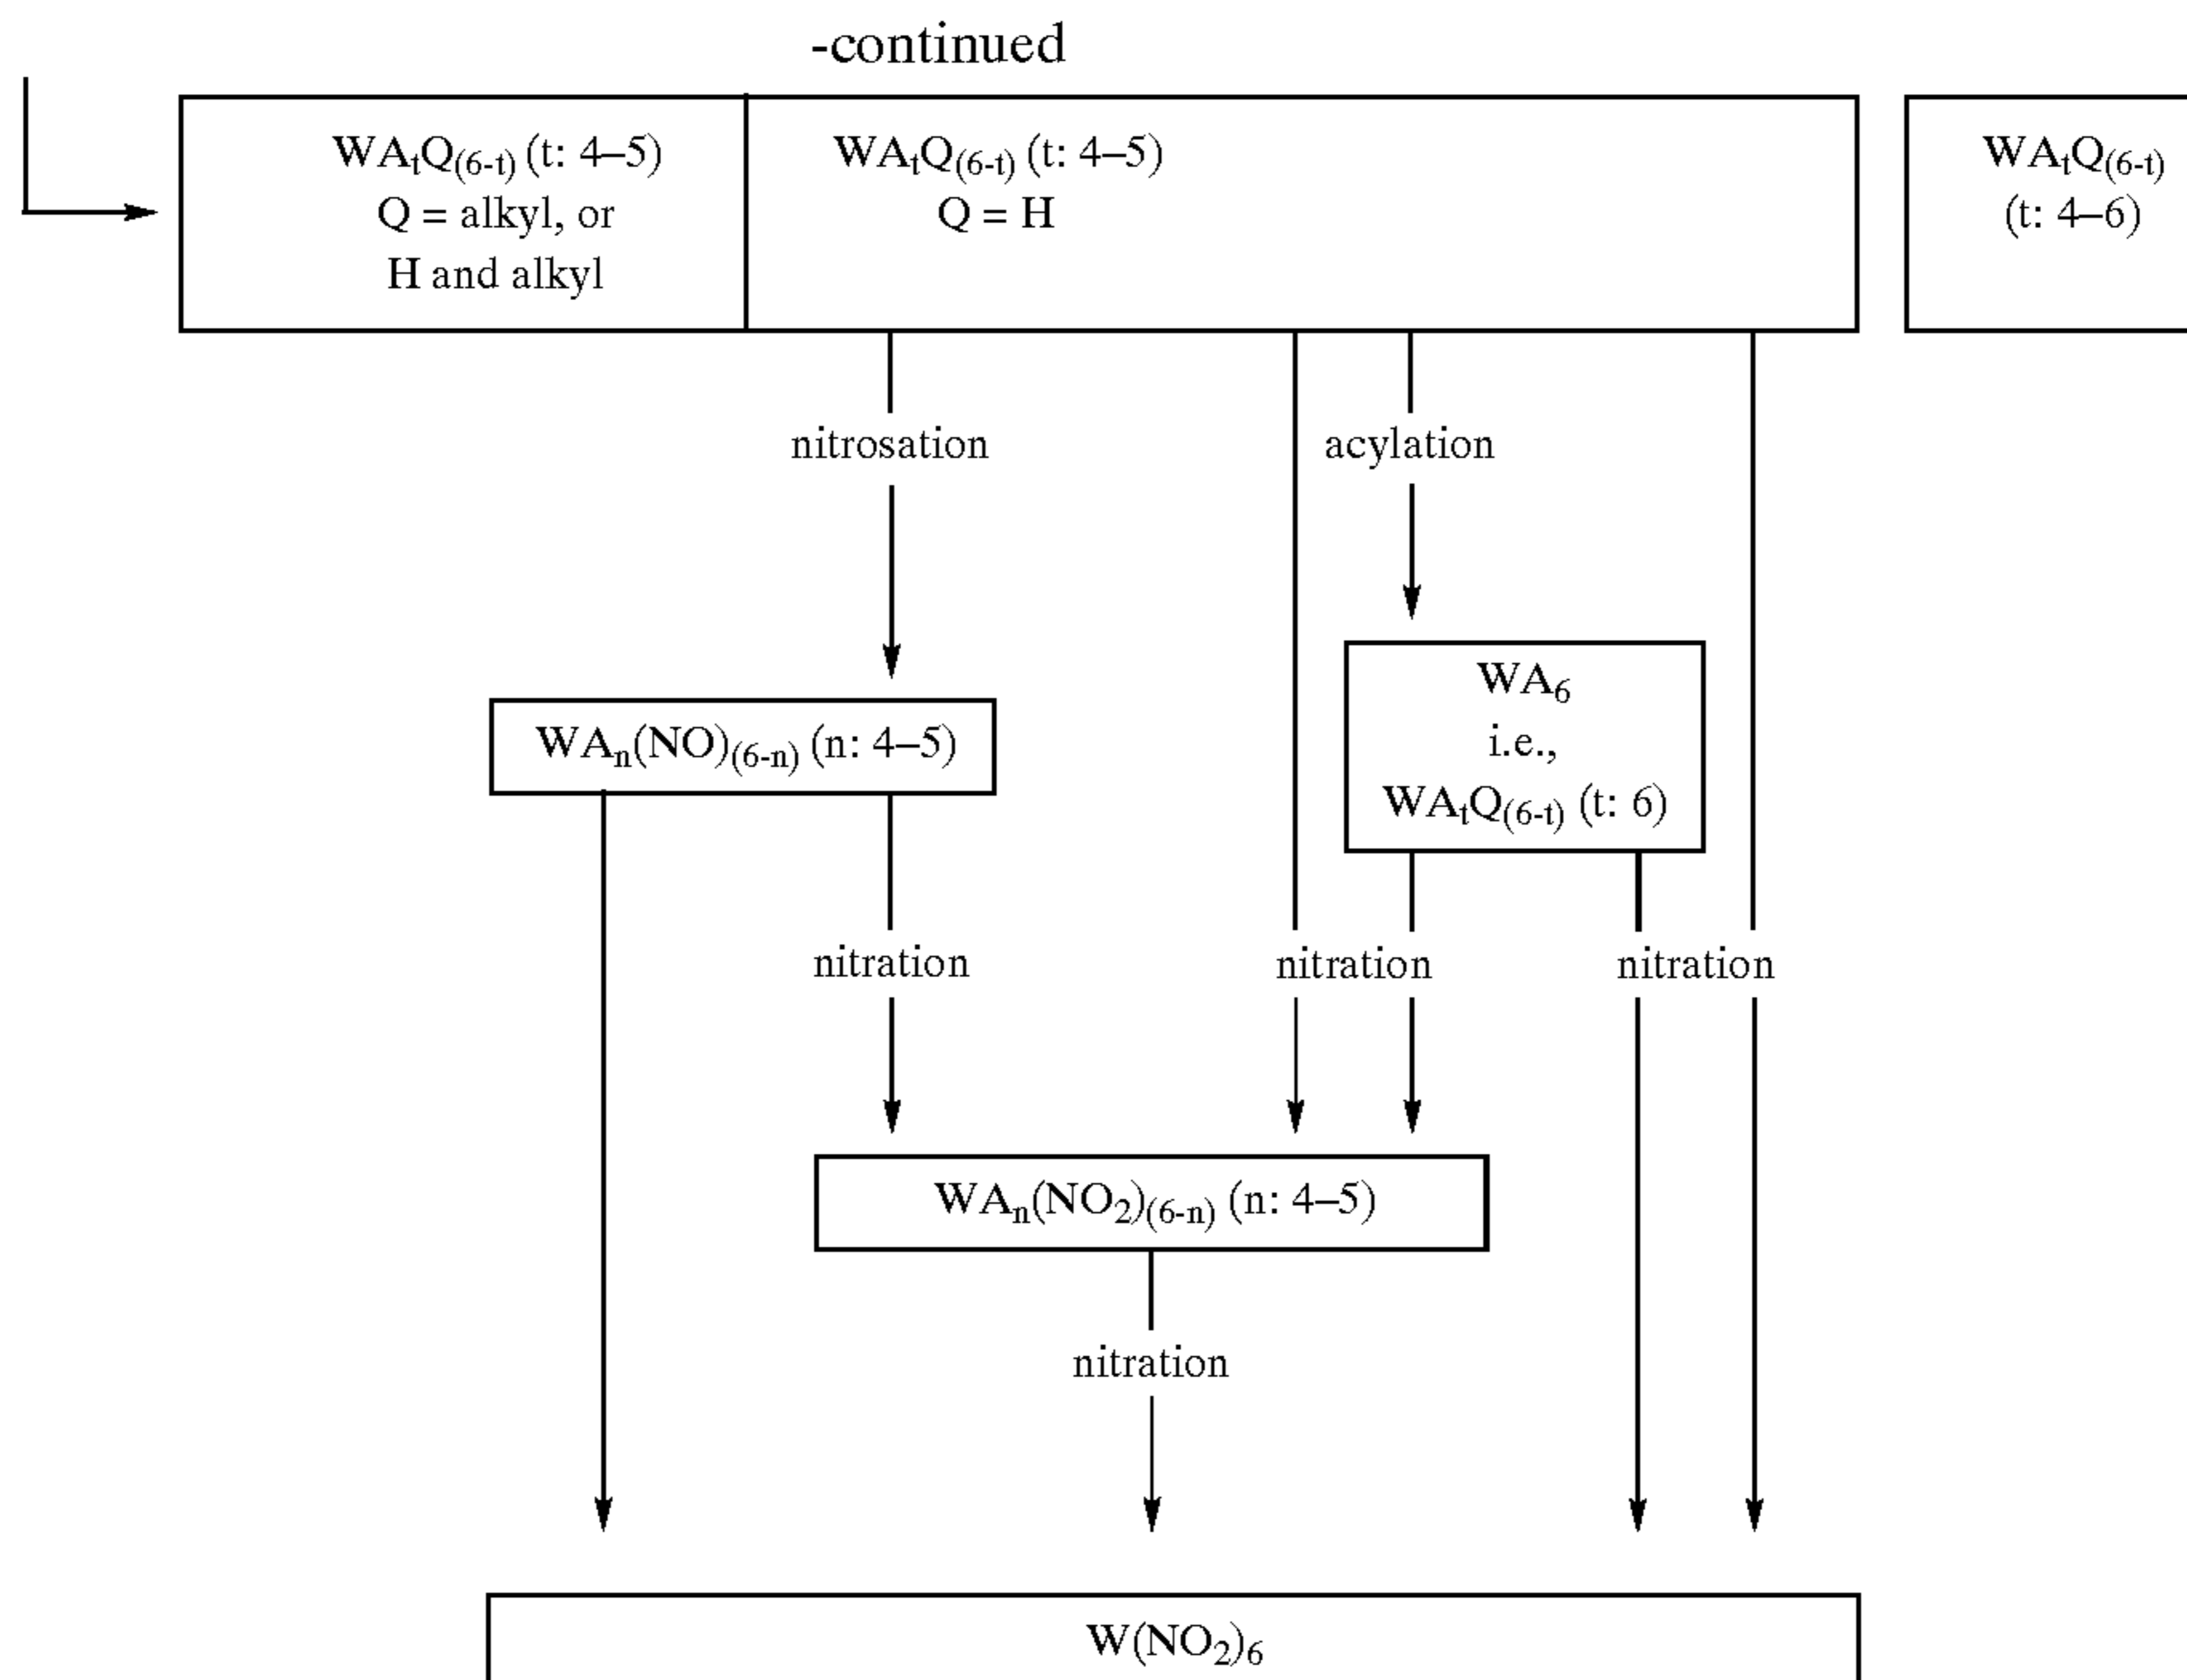 -continued
WAₜQ₍₆₋ₜ₎ (t: 4–5)
Q = alkyl, or
H and alkyl
WAₜQ₍₆₋ₜ₎ (t: 4–5)
Q = H
WAₜQ₍₆₋ₜ₎
(t: 4–6)
nitrosation
acylation
WA₆
i.e.,
WAₜQ₍₆₋ₜ₎ (t: 6)
WAₙ(NO)₍₆₋ₙ₎ (n: 4–5)
nitration
nitration
nitration
WAₙ(NO₂)₍₆₋ₙ₎ (n: 4–5)
nitration
W(NO₂)₆